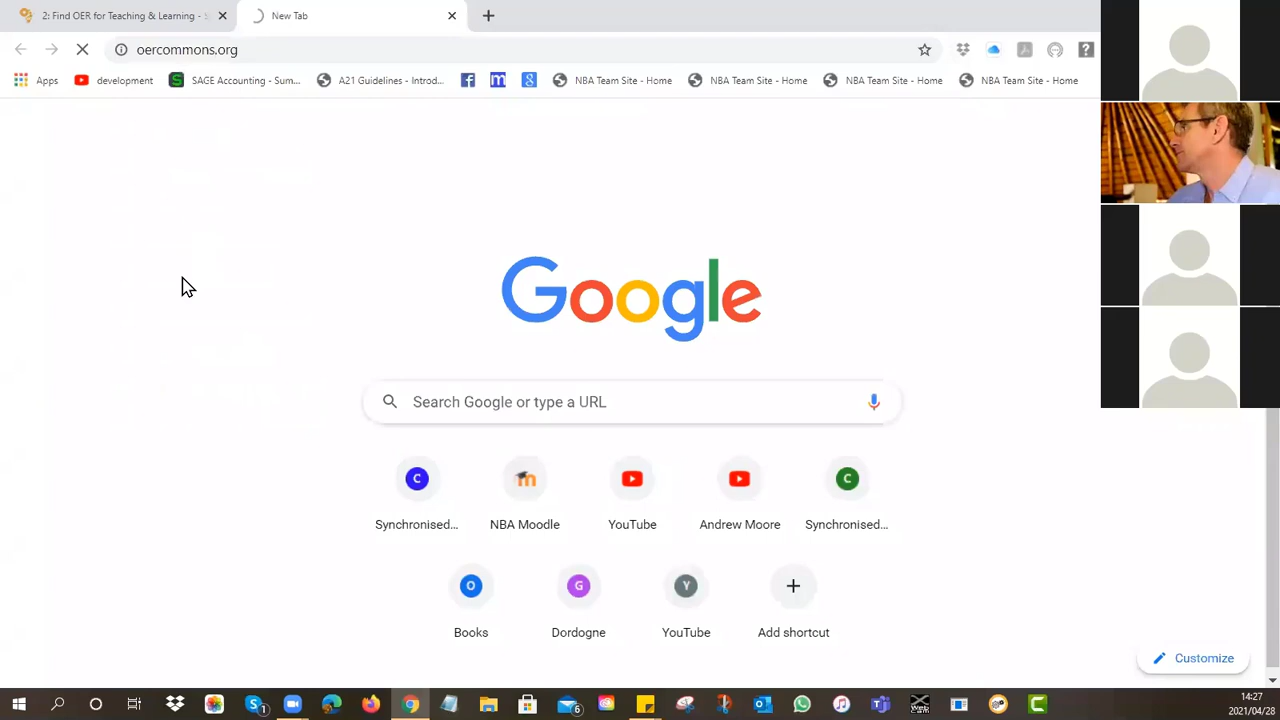 2: Find OER for Teaching & Learning - S
New Tab
oercommons.org
Apps
development
SAGE Accounting - Sum...
A21 Guidelines - Introd...
NBA Team Site - Home
NBA Team Site - Home
NBA Team Site - Home
NBA Team Site - Home
Google
Search Google or type a URL
C
m
C
Synchronised...
NBA Moodle
YouTube
Andrew Moore
Synchronised...
O
G
Y
Books
Dordogne
YouTube
Add shortcut
Customize
14:27
2021/04/28